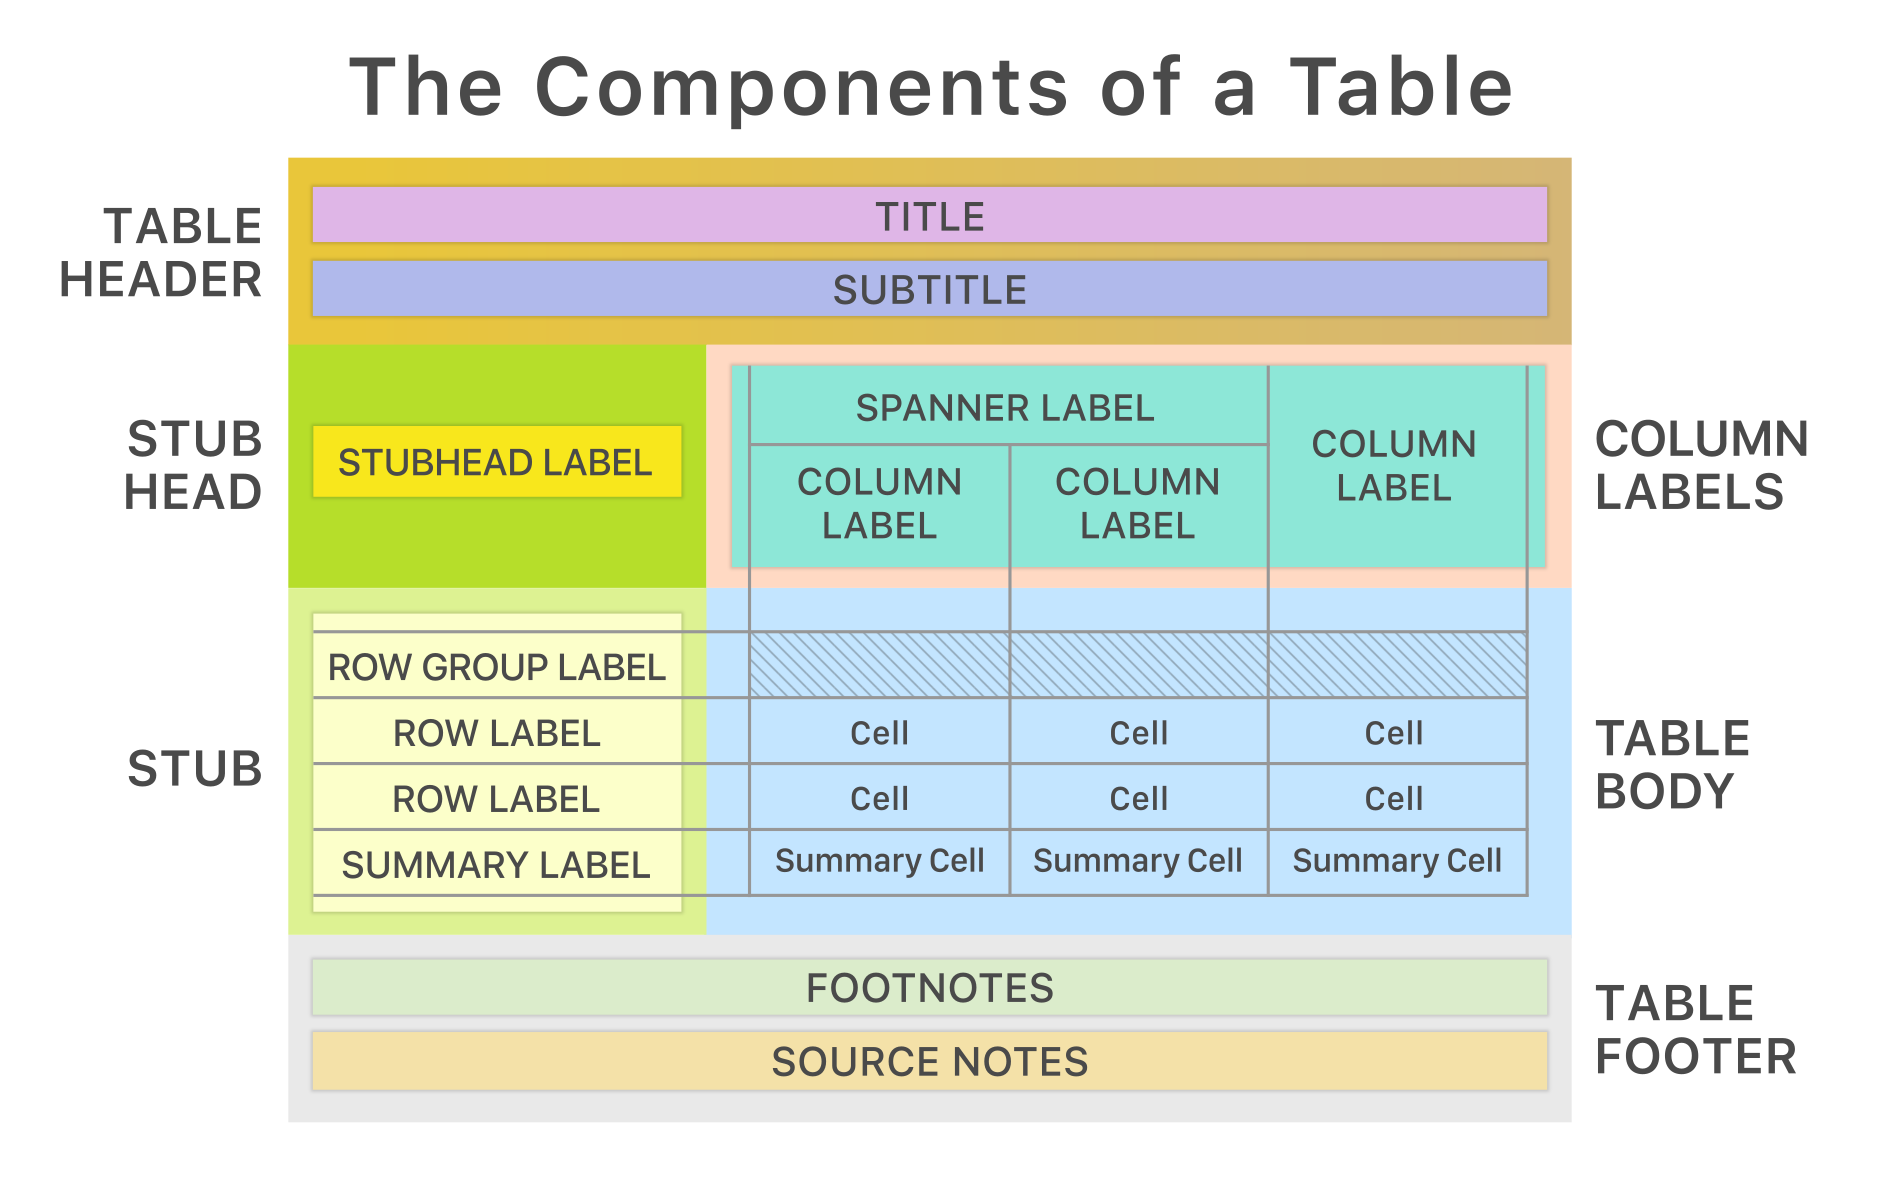 The Components of a Table
TABLE
HEADER
TITLE
SUBTITLE
STUB
HEAD
STUBHEAD LABEL
SPANNER LABEL
COLUMN
LABEL
COLUMN
LABEL
COLUMN
LABEL
COLUMN
LABELS
STUB
ROW GROUP LABEL
ROW LABEL
Cell
Cell
Cell
ROW LABEL
Cell
Cell
Cell
SUMMARY LABEL
Summary Cell
Summary Cell
Summary Cell
TABLE
BODY
FOOTNOTES
SOURCE NOTES
TABLE
FOOTER